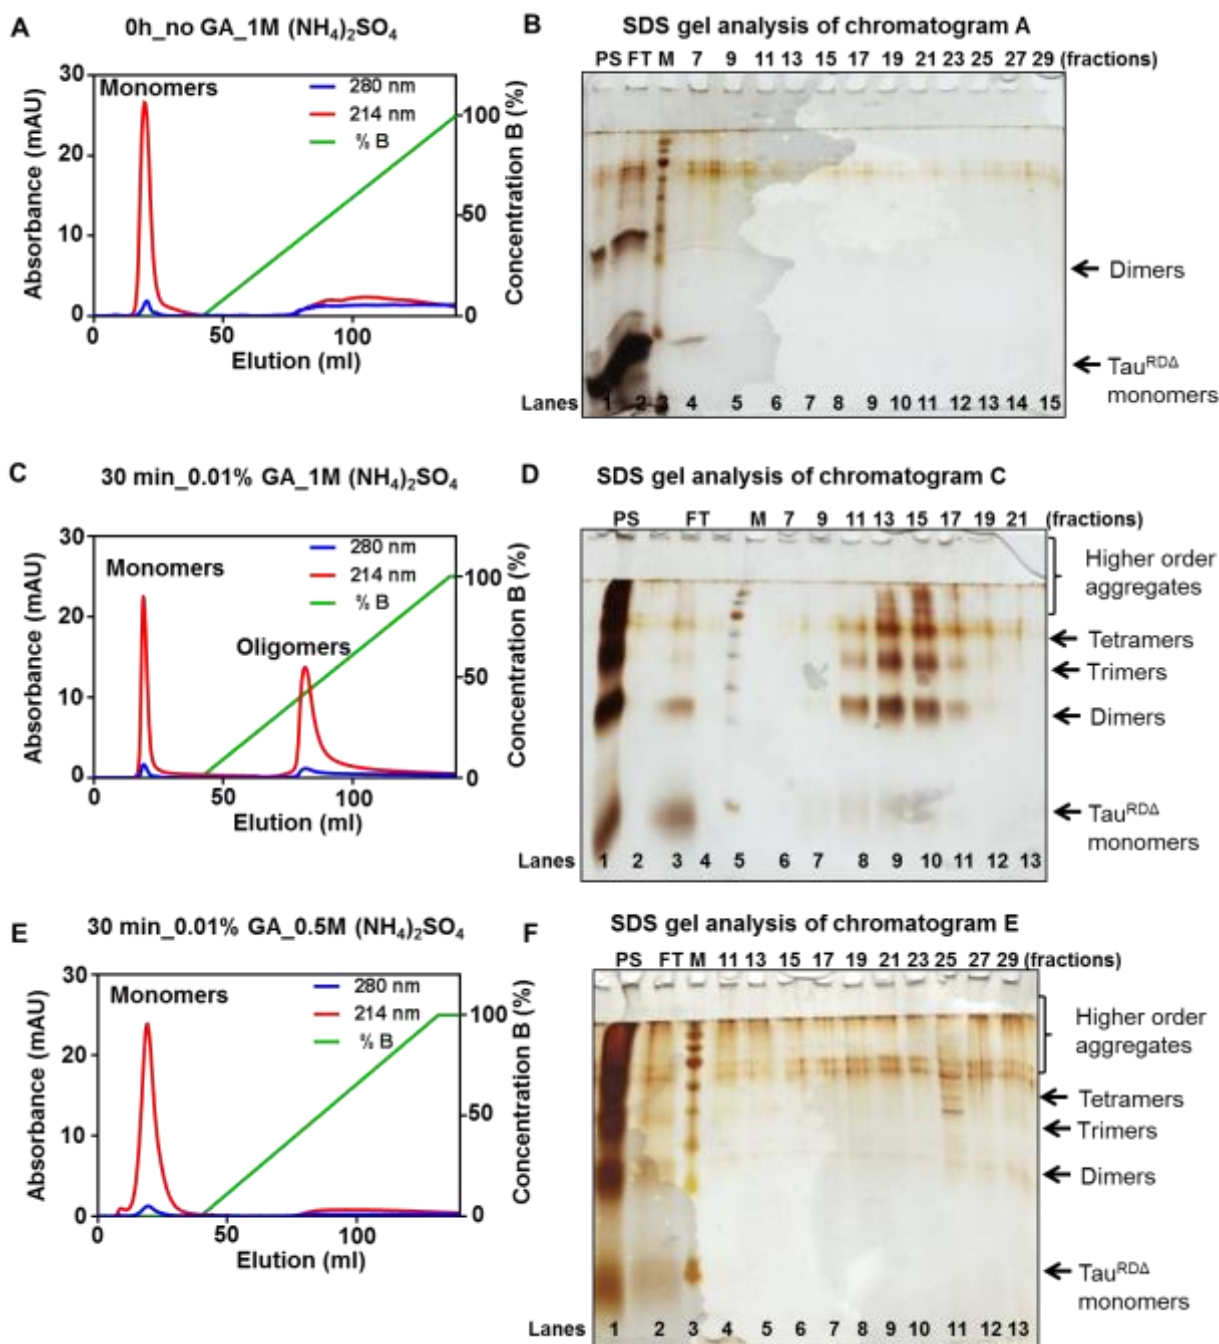 A
0h_no GA_1M (NH₄)₂SO₄
30
20
10
0
Absorbance (mAU)
Monomers
280 nm
214 nm
% B
100
50
0
Concentration B (%)
0 50 100
Elution (ml)
B
SDS gel analysis of chromatogram A
PS FT M 7 9 11 13 15 17 19 21 23 25 27 29 (fractions)
Dimers
Tau^RDΔ
monomers
Lanes 1 2 3 4 5 6 7 8 9 10 11 12 13 14 15
C
30 min_0.01% GA_1M (NH₄)₂SO₄
30
20
10
0
Absorbance (mAU)
Monomers
Oligomers
280 nm
214 nm
% B
100
50
0
Concentration B (%)
0 50 100
Elution (ml)
D
SDS gel analysis of chromatogram C
PS FT M 7 9 11 13 15 17 19 21 (fractions)
Higher order
aggregates
Tetramers
Trimers
Dimers
Tau^RDΔ
monomers
Lanes 1 2 3 4 5 6 7 8 9 10 11 12 13
E
30 min_0.01% GA_0.5M (NH₄)₂SO₄
30
20
10
0
Absorbance (mAU)
Monomers
280 nm
214 nm
% B
100
50
0
Concentration B (%)
0 50 100
Elution (ml)
F
SDS gel analysis of chromatogram E
PS FT M 11 13 15 17 19 21 23 25 27 29 (fractions)
Higher order
aggregates
Tetramers
Trimers
Dimers
Tau^RDΔ
monomers
Lanes 1 2 3 4 5 6 7 8 9 10 11 12 13